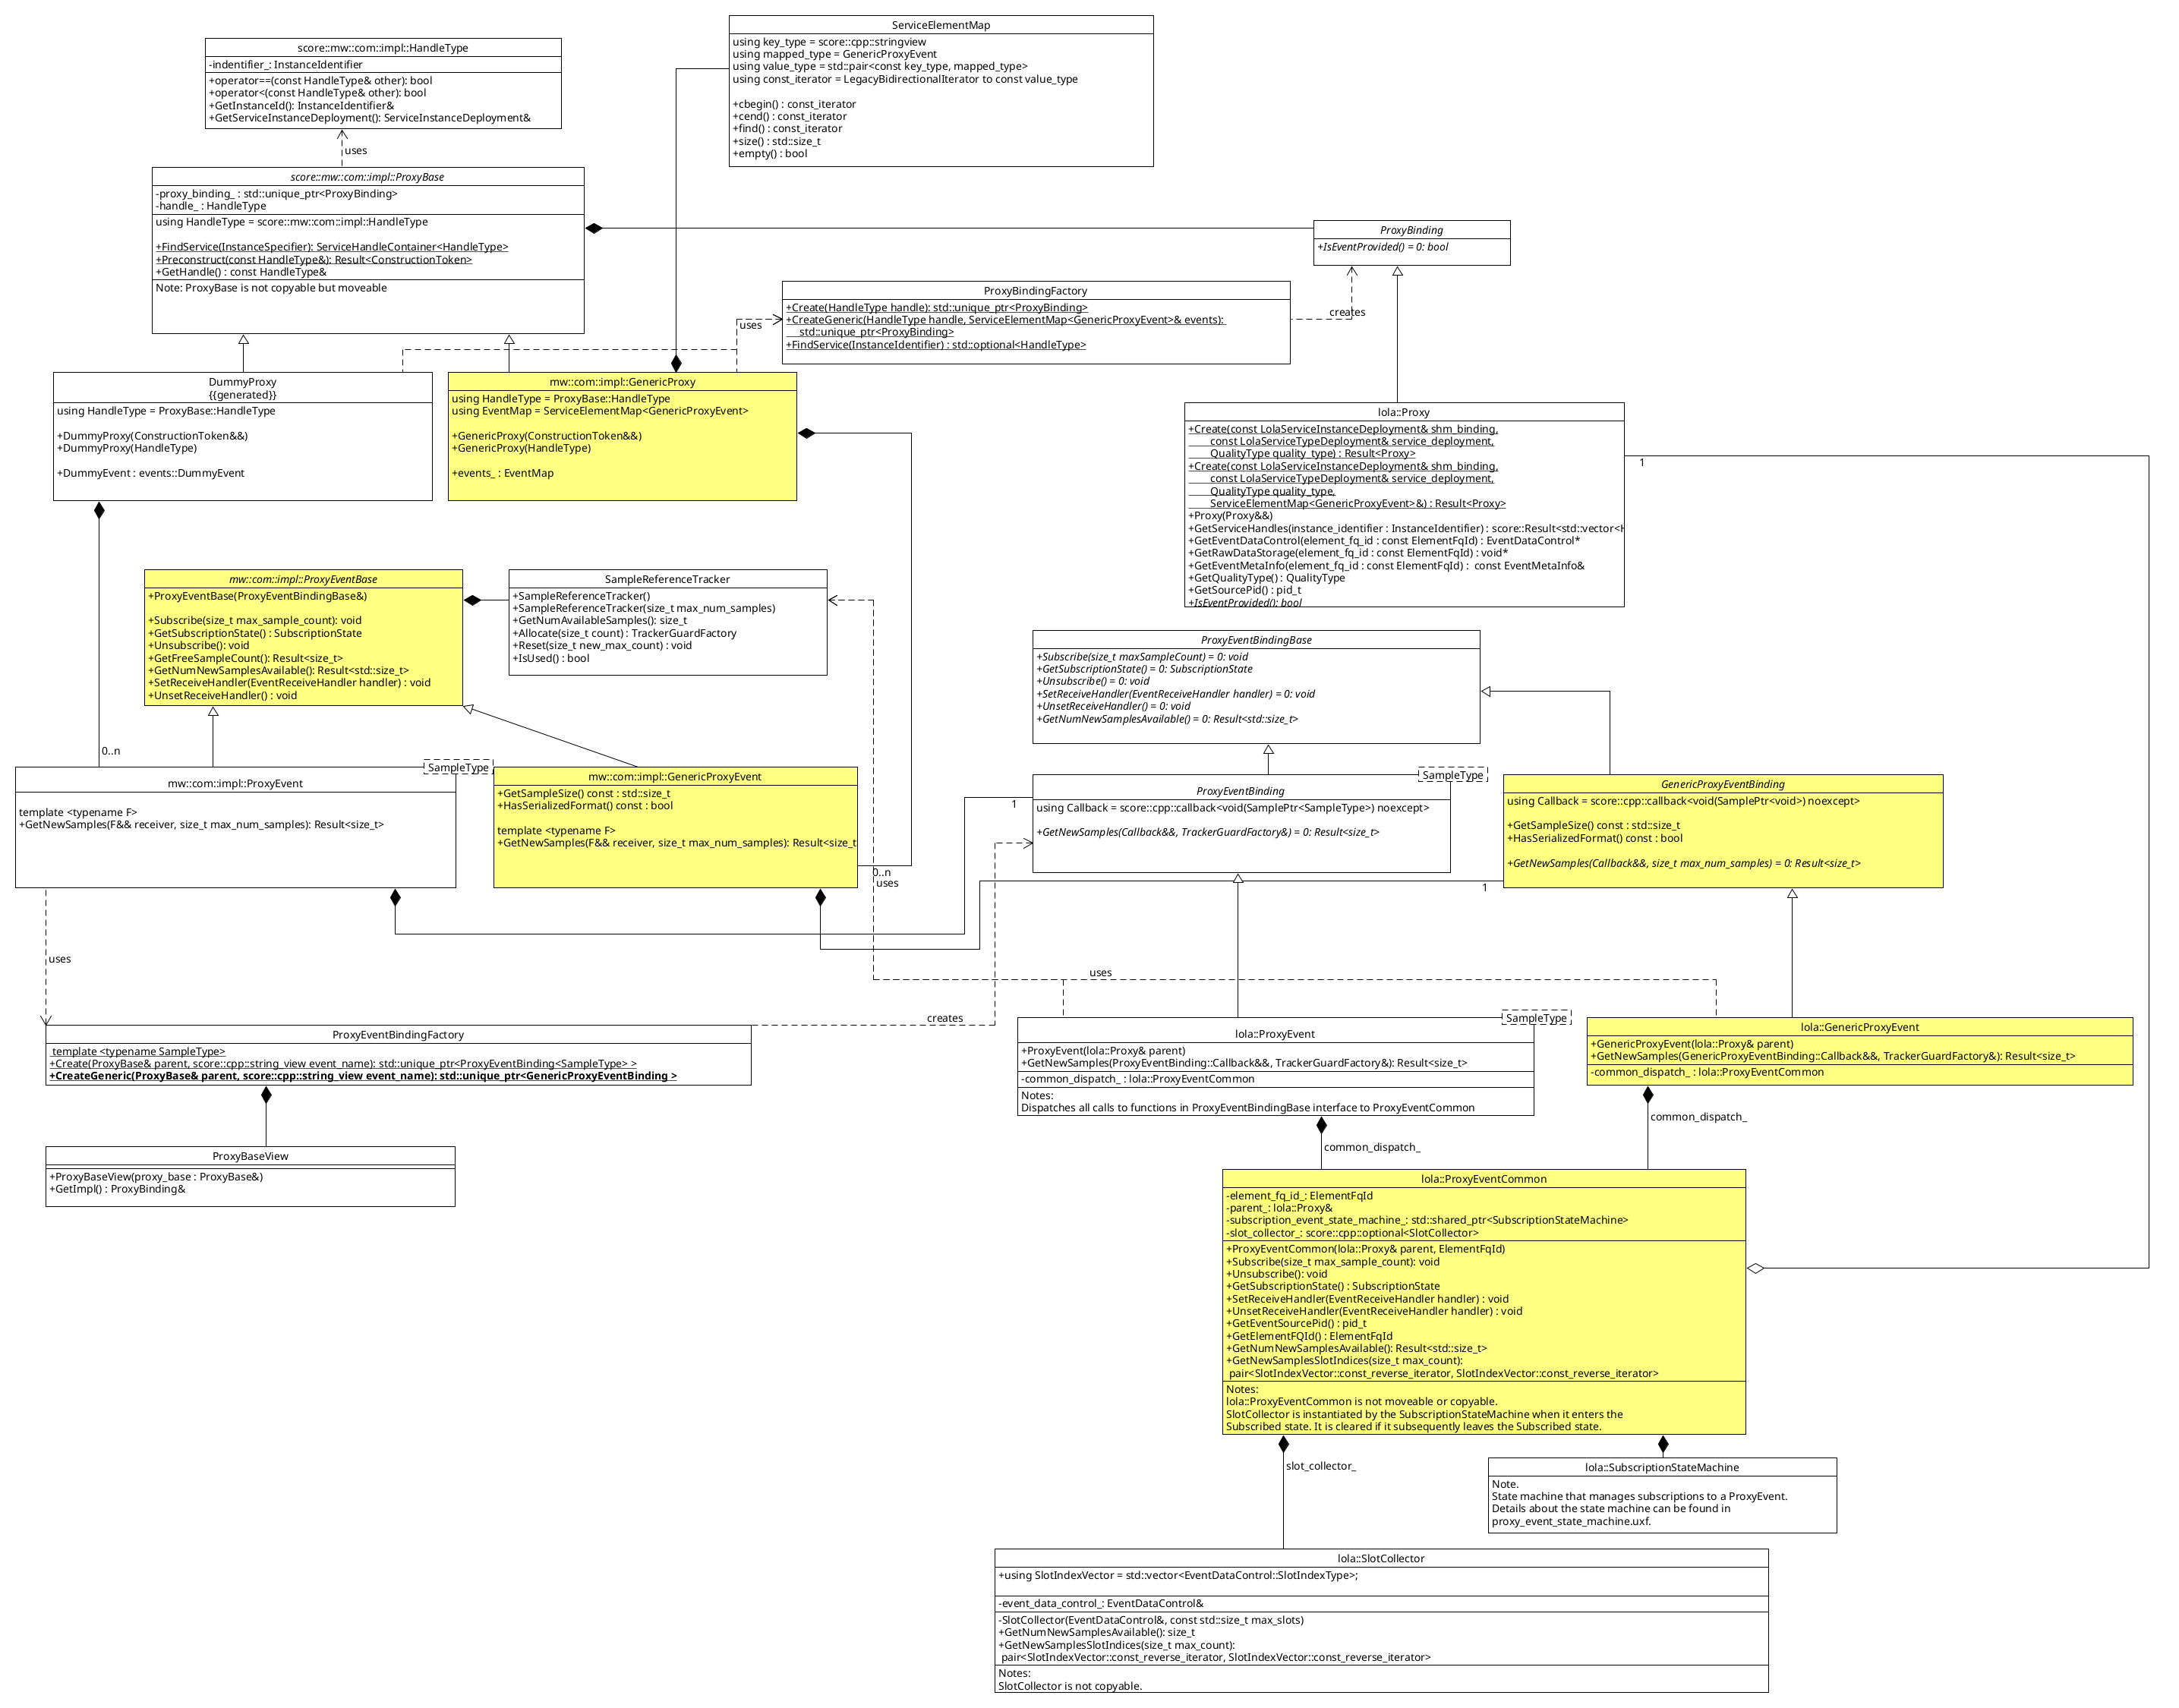 ServiceElementMap
using key_type = score::cpp::stringview
using mapped_type = GenericProxyEvent
using value_type = std::pair<const key_type, mapped_type>
using const_iterator = LegacyBidirectionalIterator to const value_type
+cbegin() : const_iterator
+cend() : const_iterator
+find() : const_iterator
+size() : std::size_t
+empty() : bool
score::mw::com::impl::HandleType
-indentifier_: InstanceIdentifier
+operator==(const HandleType& other): bool
+operator<(const HandleType& other): bool
+GetInstanceId(): InstanceIdentifier&
+GetServiceInstanceDeployment(): ServiceInstanceDeployment&
uses
score::mw::com::impl::ProxyBase
-proxy_binding_ : std::unique_ptr<ProxyBinding>
-handle_ : HandleType
using HandleType = score::mw::com::impl::HandleType
+FindService(InstanceSpecifier): ServiceHandleContainer<HandleType>
+Preconstruct(const HandleType&): Result<ConstructionToken>
+GetHandle() : const HandleType&
Note: ProxyBase is not copyable but moveable
ProxyBinding
+IsEventProvided() = 0: bool
ProxyBindingFactory
+Create(HandleType handle): std::unique_ptr<ProxyBinding>
+CreateGeneric(HandleType handle, ServiceElementMap<GenericProxyEvent>& events):
std::unique_ptr<ProxyBinding>
+FindService(InstanceIdentifier) : std::optional<HandleType>
creates
uses
DummyProxy
{{generated}}
using HandleType = ProxyBase::HandleType
+DummyProxy(ConstructionToken&&)
+DummyProxy(HandleType)
+DummyEvent : events::DummyEvent
mw::com::impl::GenericProxy
using HandleType = ProxyBase::HandleType
using EventMap = ServiceElementMap<GenericProxyEvent>
+GenericProxy(ConstructionToken&&)
+GenericProxy(HandleType)
+events_ : EventMap
lola::Proxy
+Create(const LolaServiceInstanceDeployment& shm_binding,
const LolaServiceTypeDeployment& service_deployment,
QualityType quality_type) : Result<Proxy>
+Create(const LolaServiceInstanceDeployment& shm_binding,
const LolaServiceTypeDeployment& service_deployment,
QualityType quality_type,
ServiceElementMap<GenericProxyEvent>&) : Result<Proxy>
+Proxy(Proxy&&)
+GetServiceHandles(instance_identifier : InstanceIdentifier) : score::Result<std::vector<H
+GetEventDataControl(element_fq_id : const ElementFqId) : EventDataControl*
+GetRawDataStorage(element_fq_id : const ElementFqId) : void*
+GetEventMetaInfo(element_fq_id : const ElementFqId) : const EventMetaInfo&
+GetQualityType() : QualityType
+GetSourcePid() : pid_t
+IsEventProvided(): bool
1
mw::com::impl::ProxyEventBase
+ProxyEventBase(ProxyEventBindingBase&)
+Subscribe(size_t max_sample_count): void
+GetSubscriptionState() : SubscriptionState
+Unsubscribe(): void
+GetFreeSampleCount(): Result<size_t>
+GetNumNewSamplesAvailable(): Result<std::size_t>
+SetReceiveHandler(EventReceiveHandler handler) : void
+UnsetReceiveHandler() : void
SampleReferenceTracker
+SampleReferenceTracker()
+SampleReferenceTracker(size_t max_num_samples)
+GetNumAvailableSamples(): size_t
+Allocate(size_t count) : TrackerGuardFactory
+Reset(size_t new_max_count) : void
+IsUsed() : bool
ProxyEventBindingBase
+Subscribe(size_t maxSampleCount) = 0: void
+GetSubscriptionState() = 0: SubscriptionState
+Unsubscribe() = 0: void
+SetReceiveHandler(EventReceiveHandler handler) = 0: void
+UnsetReceiveHandler() = 0: void
+GetNumNewSamplesAvailable() = 0: Result<std::size_t>
0..n
SampleType
mw::com::impl::ProxyEvent
template <typename F>
+GetNewSamples(F&& receiver, size_t max_num_samples): Result<size_t>
mw::com::impl::GenericProxyEvent
+GetSampleSize() const : std::size_t
+HasSerializedFormat() const : bool
template <typename F>
+GetNewSamples(F&& receiver, size_t max_num_samples): Result<size_t
0..n
uses
1
SampleType
ProxyEventBinding
using Callback = score::cpp::callback<void(SamplePtr<SampleType>) noexcept>
+GetNewSamples(Callback&&, TrackerGuardFactory&) = 0: Result<size_t>
GenericProxyEventBinding
using Callback = score::cpp::callback<void(SamplePtr<void>) noexcept>
+GetSampleSize() const : std::size_t
+HasSerializedFormat() const : bool
+GetNewSamples(Callback&&, size_t max_num_samples) = 0: Result<size_t>
1
uses
uses
creates
ProxyEventBindingFactory
template <typename SampleType>
+Create(ProxyBase& parent, score::cpp::string_view event_name): std::unique_ptr<ProxyEventBinding<SampleType> >
+CreateGeneric(ProxyBase& parent, score::cpp::string_view event_name): std::unique_ptr<GenericProxyEventBinding >
SampleType
lola::ProxyEvent
+ProxyEvent(lola::Proxy& parent)
+GetNewSamples(ProxyEventBinding::Callback&&, TrackerGuardFactory&): Result<size_t>
-common_dispatch_ : lola::ProxyEventCommon
Notes:
Dispatches all calls to functions in ProxyEventBindingBase interface to ProxyEventCommon
lola::GenericProxyEvent
+GenericProxyEvent(lola::Proxy& parent)
+GetNewSamples(GenericProxyEventBinding::Callback&&, TrackerGuardFactory&): Result<size_t>
-common_dispatch_ : lola::ProxyEventCommon
common_dispatch_
common_dispatch_
ProxyBaseView
+ProxyBaseView(proxy_base : ProxyBase&)
+GetImpl() : ProxyBinding&
lola::ProxyEventCommon
-element_fq_id_: ElementFqId
-parent_: lola::Proxy&
-subscription_event_state_machine_: std::shared_ptr<SubscriptionStateMachine>
-slot_collector_: score::cpp::optional<SlotCollector>
+ProxyEventCommon(lola::Proxy& parent, ElementFqId)
+Subscribe(size_t max_sample_count): void
+Unsubscribe(): void
+GetSubscriptionState() : SubscriptionState
+SetReceiveHandler(EventReceiveHandler handler) : void
+UnsetReceiveHandler(EventReceiveHandler handler) : void
+GetEventSourcePid() : pid_t
+GetElementFQId() : ElementFqId
+GetNumNewSamplesAvailable(): Result<std::size_t>
+GetNewSamplesSlotIndices(size_t max_count):
pair<SlotIndexVector::const_reverse_iterator, SlotIndexVector::const_reverse_iterator>
Notes:
lola::ProxyEventCommon is not moveable or copyable.
SlotCollector is instantiated by the SubscriptionStateMachine when it enters the
Subscribed state. It is cleared if it subsequently leaves the Subscribed state.
slot_collector_
lola::SubscriptionStateMachine
Note.
State machine that manages subscriptions to a ProxyEvent.
Details about the state machine can be found in
proxy_event_state_machine.uxf.
lola::SlotCollector
+using SlotIndexVector = std::vector<EventDataControl::SlotIndexType>;
-event_data_control_: EventDataControl&
-SlotCollector(EventDataControl&, const std::size_t max_slots)
+GetNumNewSamplesAvailable(): size_t
+GetNewSamplesSlotIndices(size_t max_count):
pair<SlotIndexVector::const_reverse_iterator, SlotIndexVector::const_reverse_iterator>
Notes:
SlotCollector is not copyable.